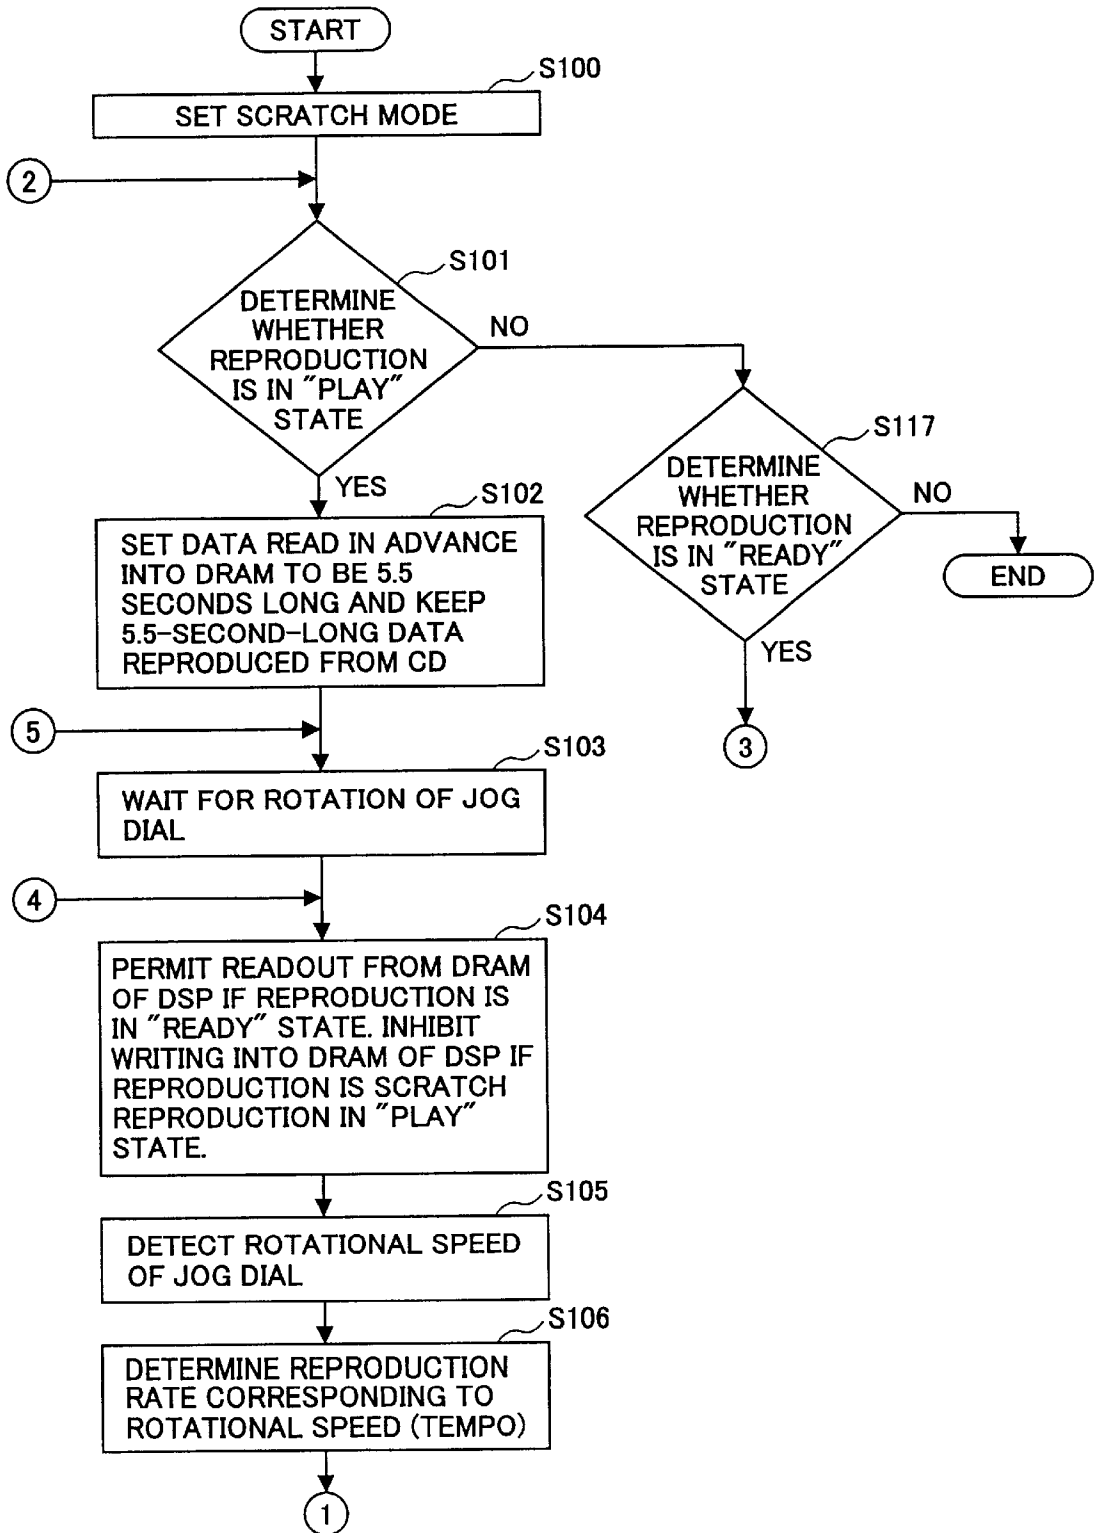 START
S100
SET SCRATCH MODE
2
S101
DETERMINE
WHETHER
REPRODUCTION
IS IN "PLAY"
STATE
NO
YES
S117
DETERMINE
WHETHER
REPRODUCTION
IS IN "READY"
STATE
NO
END
YES
3
S102
SET DATA READ IN ADVANCE
INTO DRAM TO BE 5.5
SECONDS LONG AND KEEP
5.5-SECOND-LONG DATA
REPRODUCED FROM CD
5
S103
WAIT FOR ROTATION OF JOG
DIAL
4
S104
PERMIT READOUT FROM DRAM
OF DSP IF REPRODUCTION IS
IN "READY" STATE. INHIBIT
WRITING INTO DRAM OF DSP IF
REPRODUCTION IS SCRATCH
REPRODUCTION IN "PLAY"
STATE.
S105
DETECT ROTATIONAL SPEED
OF JOG DIAL
S106
DETERMINE REPRODUCTION
RATE CORRESPONDING TO
ROTATIONAL SPEED (TEMPO)
1